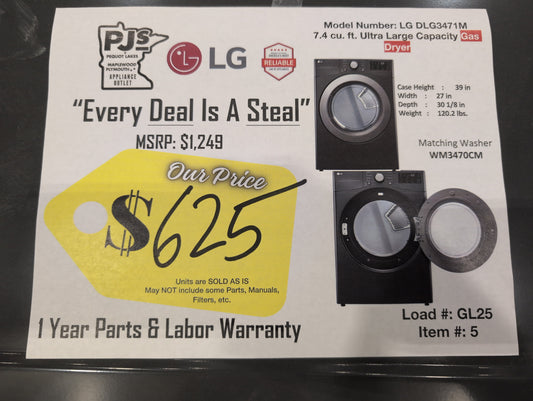 PJS
PEQUOT LAKES
MAPLEWOOD
PLYMOUTH
APPLIANCE
OUTLET
LG
RELIABLE
Model Number: LG DLG3471M
7.4 cu. ft. Ultra Large Capacity Gas
Dryer
Case Height : 39 in
Width : 27 in
Depth : 30 1/8 in
Weight : 120.2 lbs.
"Every Deal Is A Steal"
MSRP: $1,249
Matching Washer
WM3470CM
Our Price
$625
Units are SOLD AS IS
May NOT include some Parts, Manuals,
Filters, etc.
1 Year Parts & Labor Warranty
Load #: GL25
Item #: 5